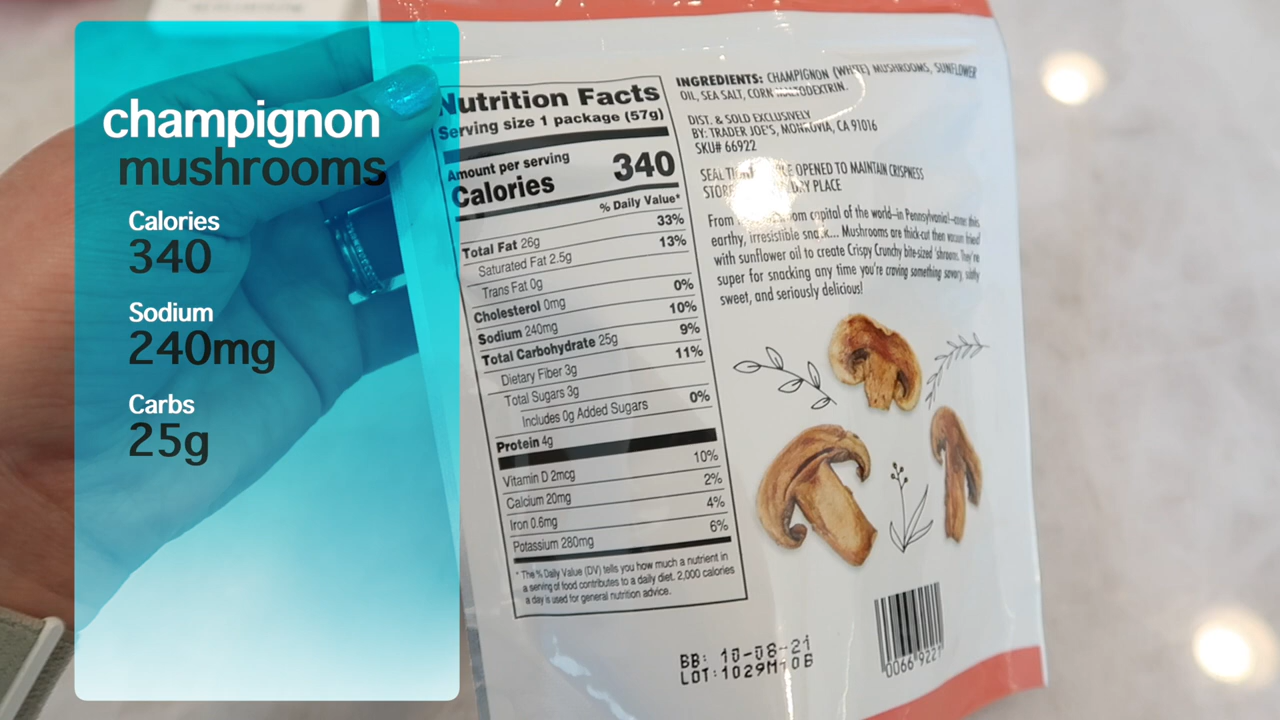 champignon
mushrooms
Calories
340
Sodium
240mg
Carbs
25g
Nutrition Facts
Serving size 1 package (57g)
Amount per serving
Calories 340
% Daily Value*
Total Fat 26g 33%
Saturated Fat 2.5g 13%
Trans Fat 0g
Cholesterol 0mg 0%
Sodium 240mg 10%
Total Carbohydrate 25g 9%
Dietary Fiber 3g 11%
Total Sugars 3g
Includes 0g Added Sugars 0%
Protein 4g
Vitamin D 2mcg 10%
Calcium 20mg 2%
Iron 0.6mg 4%
Potassium 280mg 6%
* The % Daily Value (DV) tells you how much a nutrient in
a serving of food contributes to a daily diet. 2,000 calories
a day is used for general nutrition advice.
INGREDIENTS: CHAMPIGNON (WHITE) MUSHROOMS, SUNFLOWER
OIL, SEA SALT, CORN MALTODEXTRIN.
DIST. & SOLD EXCLUSIVELY
BY: TRADER JOE'S, MONROVIA, CA 91016
SKU# 66922
SEAL OPENED TO MAINTAIN CRISPNESS
DRY PLACE
From capital of the world–in Pennsylvania!– this
earthy, irresistible snack... Mushrooms are thick-cut then vacuum fried
with sunflower oil to create Crispy Crunchy bite-sized 'shrooms. They're
super for snacking any time you're craving something savory, subtly
sweet, and seriously delicious!
BB: 10-08-21
LOT:1029M10B
0066 9227